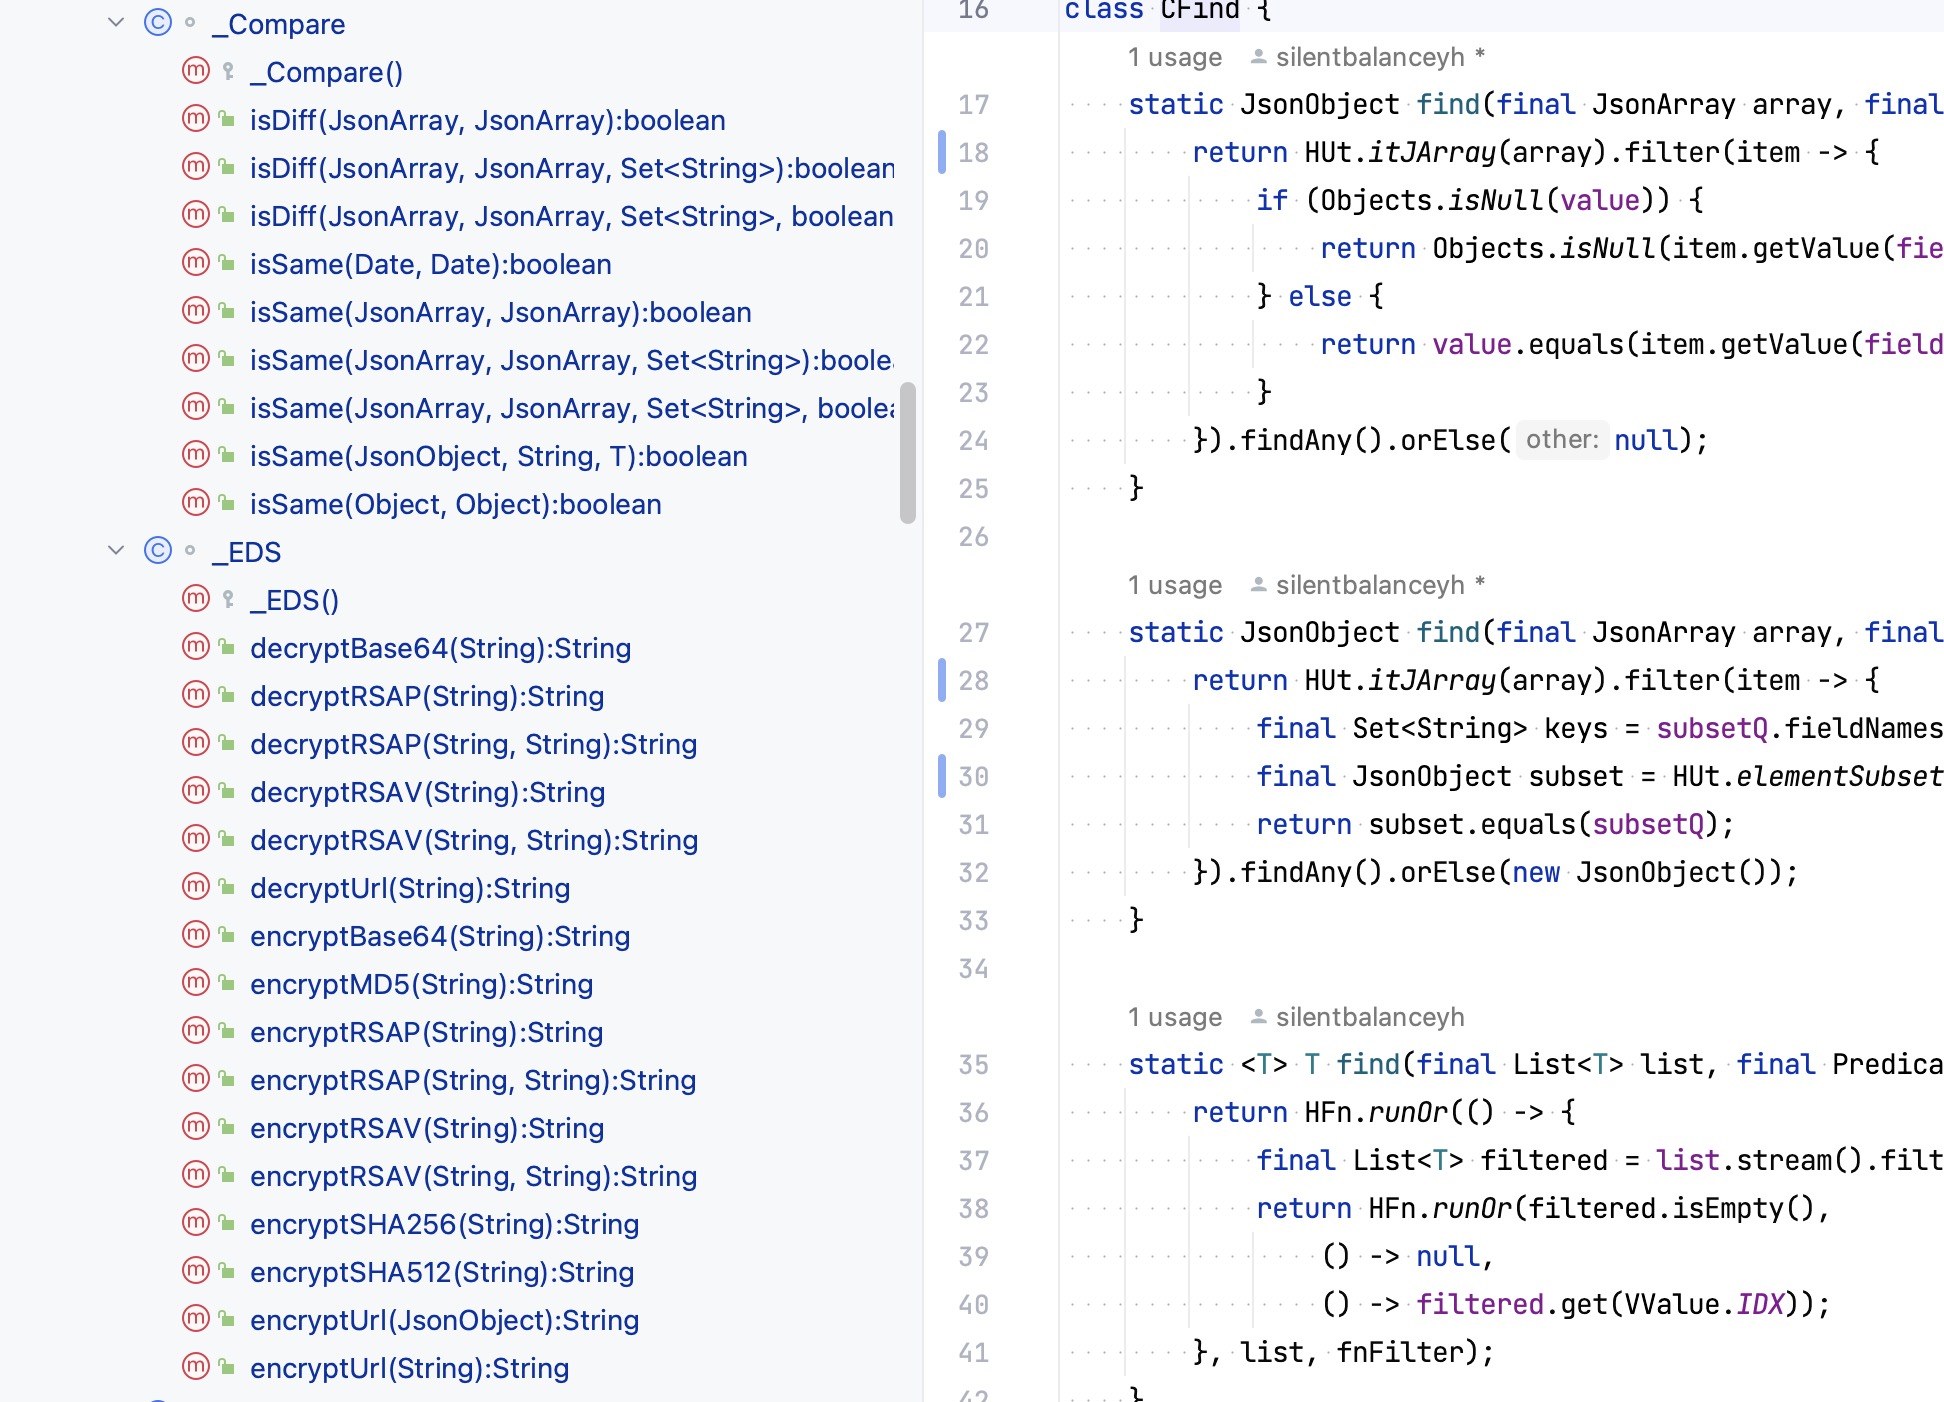 _Compare
_Compare()
isDiff(JsonArray, JsonArray):boolean
isDiff(JsonArray, JsonArray, Set<String>):boolean
isDiff(JsonArray, JsonArray, Set<String>, boolean
isSame(Date, Date):boolean
isSame(JsonArray, JsonArray):boolean
isSame(JsonArray, JsonArray, Set<String>):boole
isSame(JsonArray, JsonArray, Set<String>, boole
isSame(JsonObject, String, T):boolean
isSame(Object, Object):boolean
_EDS
_EDS()
decryptBase64(String):String
decryptRSAP(String):String
decryptRSAP(String, String):String
decryptRSAV(String):String
decryptRSAV(String, String):String
decryptUrl(String):String
encryptBase64(String):String
encryptMD5(String):String
encryptRSAP(String):String
encryptRSAP(String, String):String
encryptRSAV(String):String
encryptRSAV(String, String):String
encryptSHA256(String):String
encryptSHA512(String):String
encryptUrl(JsonObject):String
encryptUrl(String):String
16 class CFind {
1 usage silentbalanceyh *
17 static JsonObject find(final JsonArray array, final
18 return HUt.itJArray(array).filter(item -> {
19 if (Objects.isNull(value)) {
20 return Objects.isNull(item.getValue(fie
21 } else {
22 return value.equals(item.getValue(field
23 }
24 }).findAny().orElse( other: null);
25 }
26
1 usage silentbalanceyh *
27 static JsonObject find(final JsonArray array, final
28 return HUt.itJArray(array).filter(item -> {
29 final Set<String> keys = subsetQ.fieldNames
30 final JsonObject subset = HUt.elementSubset
31 return subset.equals(subsetQ);
32 }).findAny().orElse(new JsonObject());
33 }
34
1 usage silentbalanceyh
35 static <T> T find(final List<T> list, final Predica
36 return HFn.runOr(() -> {
37 final List<T> filtered = list.stream().filt
38 return HFn.runOr(filtered.isEmpty(),
39 () -> null,
40 () -> filtered.get(VValue.IDX));
41 }, list, fnFilter);
42 }